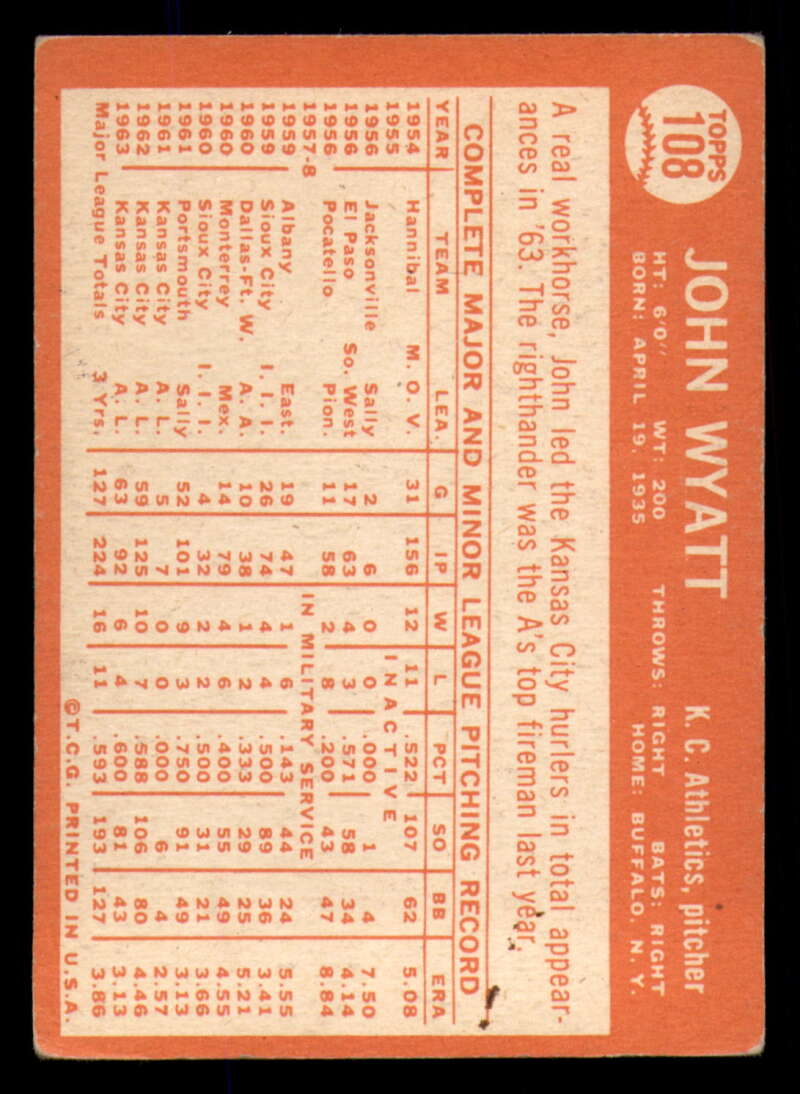 TOPPS
108
JOHN WYATT
K. C. Athletics, pitcher
HT: 6'0" WT: 200 THROWS: RIGHT BATS: RIGHT
BORN: APRIL 19, 1935 HOME: BUFFALO, N. Y.
A real workhorse, John led the Kansas City hurlers in total appear-
ances in '63. The righthander was the A's top fireman last year.
COMPLETE MAJOR AND MINOR LEAGUE PITCHING RECORD
YEAR TEAM LEA. G IP W L PCT SO BB ERA
1954 Hannibal M. O. V. 31 156 12 11 .522 107 62 5.08
1955 INACTIVE
1956 Jacksonville Sally 2 6 0 0 .000 1 4 7.50
1956 El Paso So. West 17 63 4 3 .571 58 34 4.14
1956 Pocatello Pion. 11 58 2 8 .200 43 47 8.84
1957-8 IN MILITARY SERVICE
1959 Albany East. 19 47 1 6 .143 44 24 5.55
1959 Sioux City I. I. I. 26 74 4 4 .500 89 36 3.41
1960 Dallas-Ft. W. A. A. 10 38 1 2 .333 29 25 5.21
1960 Monterrey Mex. 14 79 4 6 .400 55 49 4.55
1960 Sioux City I. I. I. 4 32 2 2 .500 31 21 3.66
1961 Portsmouth Sally 52 101 9 3 .750 91 49 3.13
1961 Kansas City A. L. 5 7 0 0 .000 6 4 2.57
1962 Kansas City A. L. 59 125 10 7 .588 106 80 4.46
1963 Kansas City A. L. 63 92 6 4 .600 81 43 3.13
Major League Totals 3 Yrs. 127 224 16 11 .593 193 127 3.86
©T.C.G. PRINTED IN U.S.A.